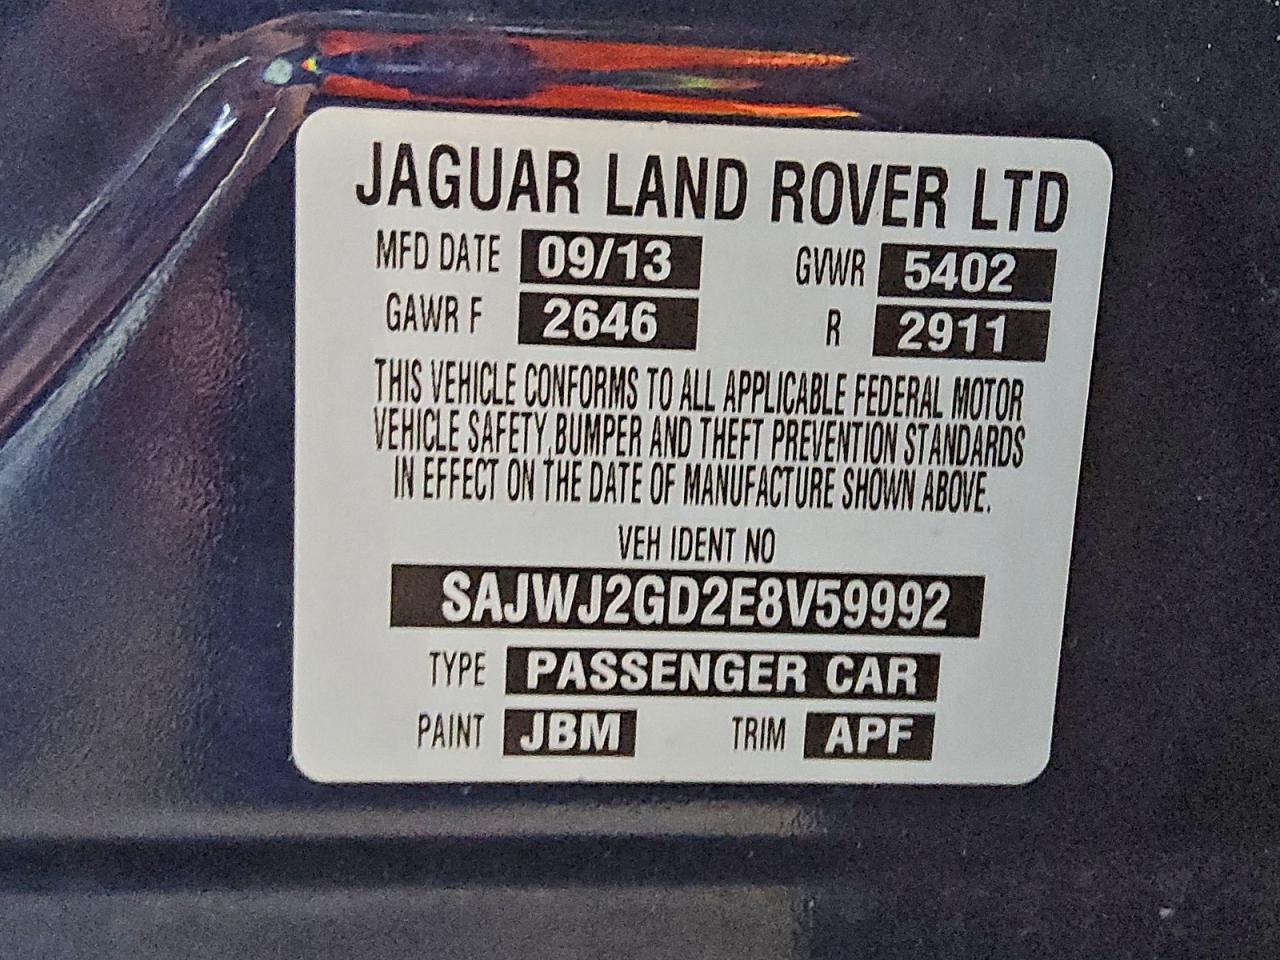 JAGUAR LAND ROVER LTD
MFD DATE 09/13 GVWR 5402
GAWR F 2646 R 2911
THIS VEHICLE CONFORMS TO ALL APPLICABLE FEDERAL MOTOR
VEHICLE SAFETY,BUMPER AND THEFT PREVENTION STANDARDS
IN EFFECT ON THE DATE OF MANUFACTURE SHOWN ABOVE.
VEH IDENT NO
SAJWJ2GD2E8V59992
TYPE PASSENGER CAR
PAINT JBM TRIM APF